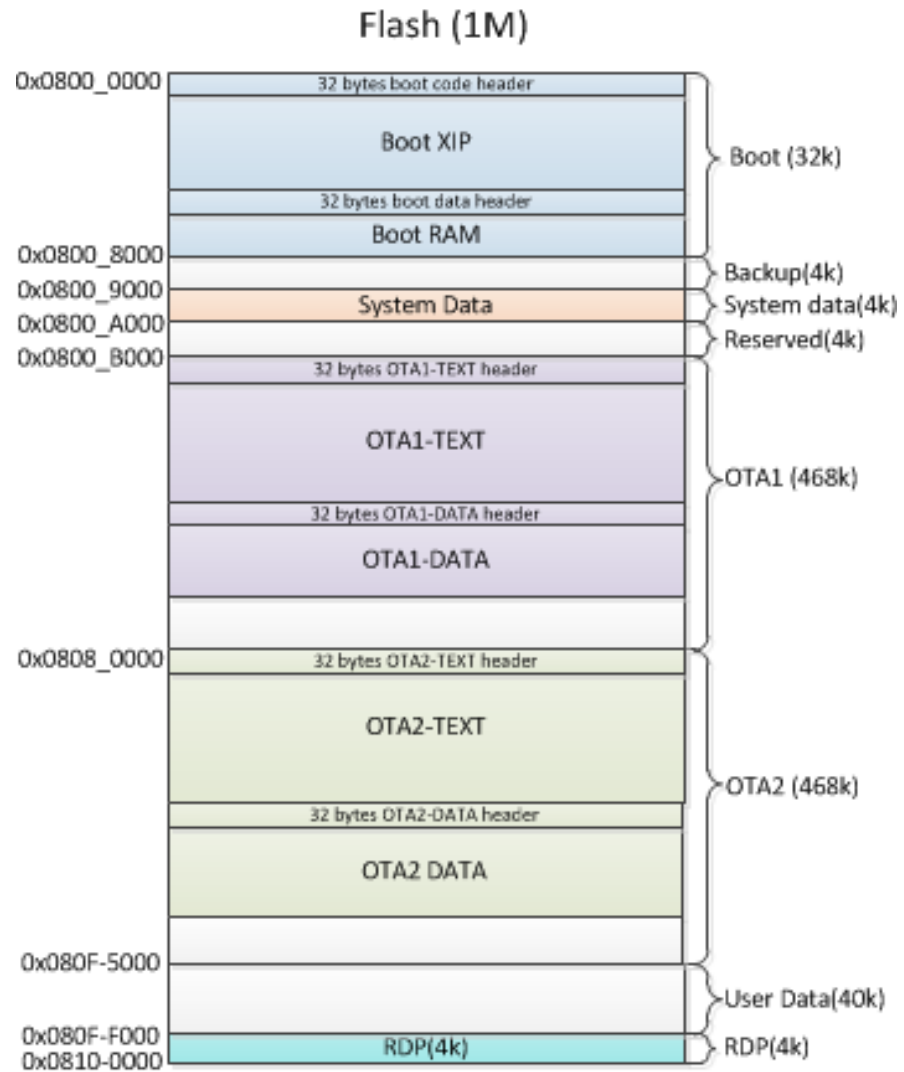 Flash (1M)
0x0800_0000
32 bytes boot code header
Boot XIP
Boot (32k)
32 bytes boot data header
Boot RAM
0x0800_8000
Backup(4k)
0x0800_9000
System Data
System data(4k)
0x0800_A000
Reserved(4k)
0x0800_B000
32 bytes OTA1-TEXT header
OTA1-TEXT
OTA1 (468k)
32 bytes OTA1-DATA header
OTA1-DATA
0x0808_0000
32 bytes OTA2-TEXT header
OTA2-TEXT
OTA2 (468k)
32 bytes OTA2-DATA header
OTA2 DATA
0x080F-5000
User Data(40k)
0x080F-F000
RDP(4k)
RDP(4k)
0x0810-0000